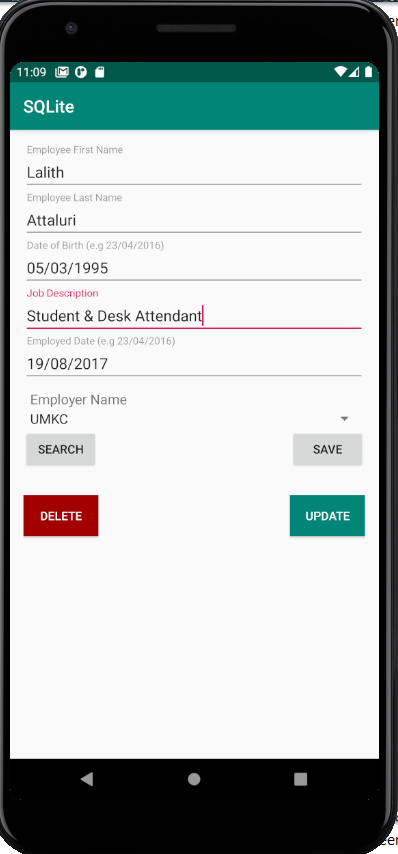 11:09
SQLite
Employee First Name
Lalith
Employee Last Name
Attaluri
Date of Birth (e.g 23/04/2016)
05/03/1995
Job Description
Student & Desk Attendant
Employed Date (e.g 23/04/2016)
19/08/2017
Employer Name
UMKC
SEARCH SAVE
DELETE UPDATE